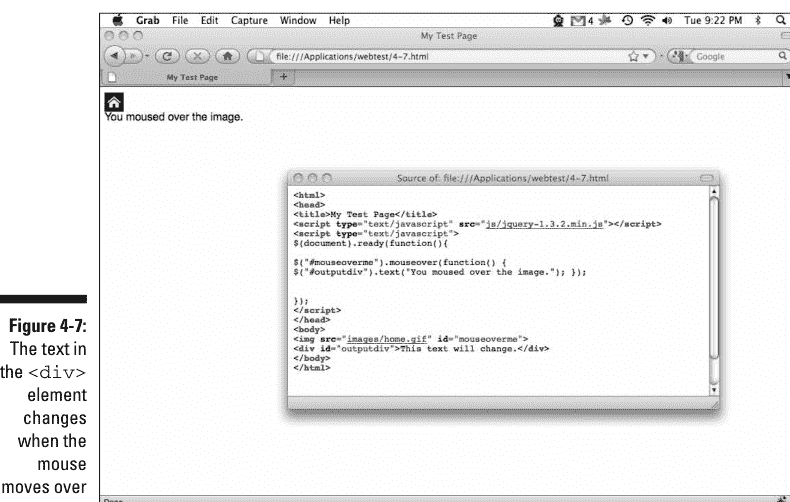 Grab File Edit Capture Window Help 4 Tue 9:22 PM
My Test Page
file:///Applications/webtest/4-7.html Google
My Test Page +
You moused over the image.
Source of: file:///Applications/webtest/4-7.html
<html>
<head>
<title>My Test Page</title>
<script type="text/javascript" src="js/jquery-1.3.2.min.js"></script>
<script type="text/javascript">
$(document).ready(function(){
$("#mouseoverme").mouseover(function() {
$("#outputdiv").text("You moused over the image."); });
});
</script>
</head>
<body>
<img src="images/home.gif" id="mouseoverme">
<div id="outputdiv">This text will change.</div>
</body>
</html>
Figure 4-7:
The text in
the <div>
element
changes
when the
mouse
moves over